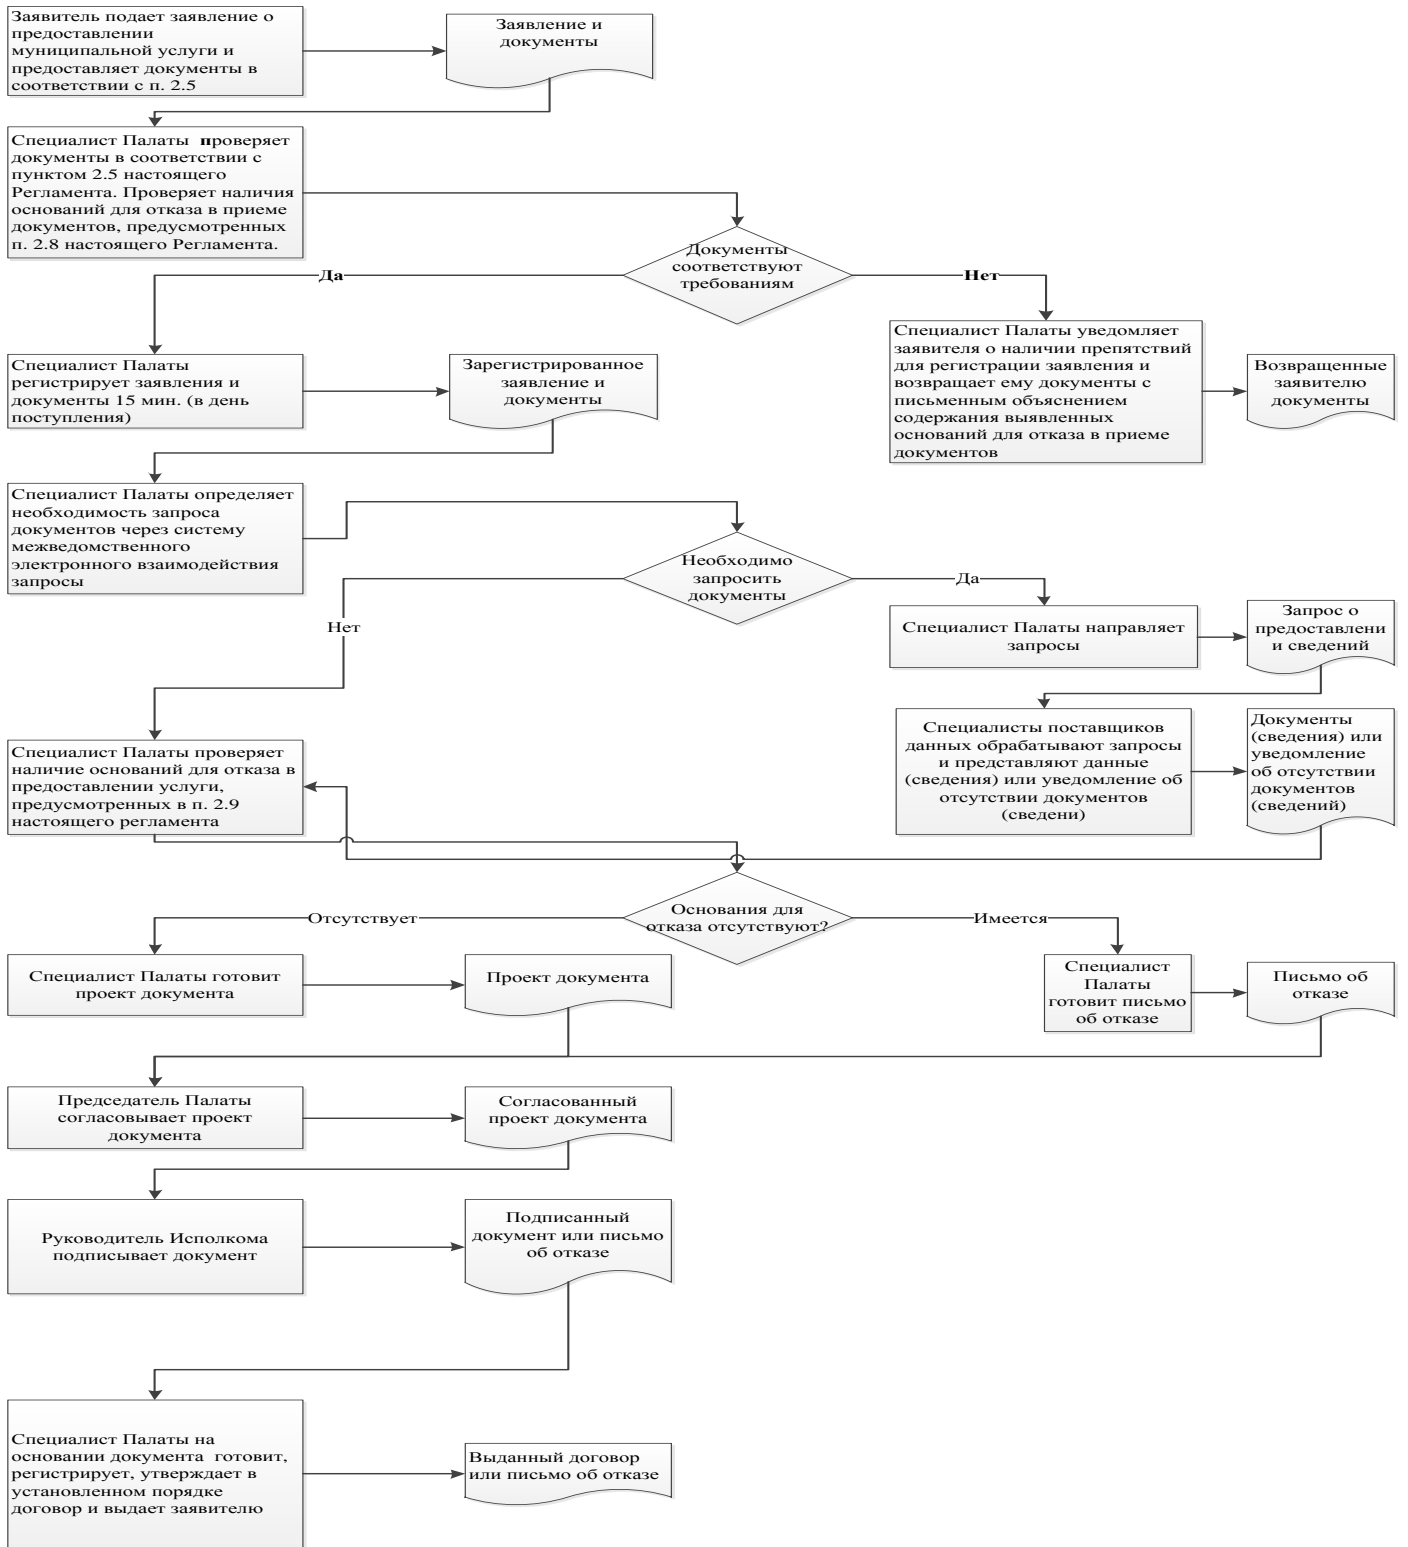 Заявитель подает заявление о
предоставлении
муниципальной услуги и
предоставляет документы в
соответствии с п. 2.5
Заявление и
документы
Специалист Палаты  проверяет
документы в соответствии с
пунктом 2.5 настоящего
Регламента. Проверяет наличия
оснований для отказа в приеме
документов, предусмотренных
п. 2.8 настоящего Регламента.
Документы
соответствуют
требованиям
Да
Нет
Специалист Палаты
регистрирует заявления и
документы 15 мин. (в день
поступления)
Зарегистрированное
заявление и
документы
Специалист Палаты уведомляет
заявителя о наличии препятствий
для регистрации заявления и
возвращает ему документы с
письменным объяснением
содержания выявленных
оснований для отказа в приеме
документов
Возвращенные
заявителю
документы
Специалист Палаты определяет
необходимость запроса
документов через систему
межведомственного
электронного взаимодействия
запросы
Необходимо
запросить
документы
Да
Нет
Специалист Палаты направляет
запросы
Запрос о
предоставлени
и сведений
Специалист Палаты проверяет
наличие оснований для отказа в
предоставлении услуги,
предусмотренных в п. 2.9
настоящего регламента
Специалисты поставщиков
данных обрабатывают запросы
и представляют данные
(сведения) или уведомление об
отсутствии документов
(сведени)
Документы
(сведения) или
уведомление
об отсутствии
документов
(сведений)
Основания для
отказа отсутствуют?
Отсутствует
Имеется
Специалист Палаты готовит
проект документа
Проект документа
Специалист
Палаты
готовит письмо
об отказе
Письмо об
отказе
Председатель Палаты
согласовывает проект
документа
Согласованный
проект документа
Руководитель Исполкома
подписывает документ
Подписанный
документ или письмо
об отказе
Специалист Палаты на
основании документа  готовит,
регистрирует, утверждает в
установленном порядке
договор и выдает заявителю
Выданный договор
или письмо об отказе